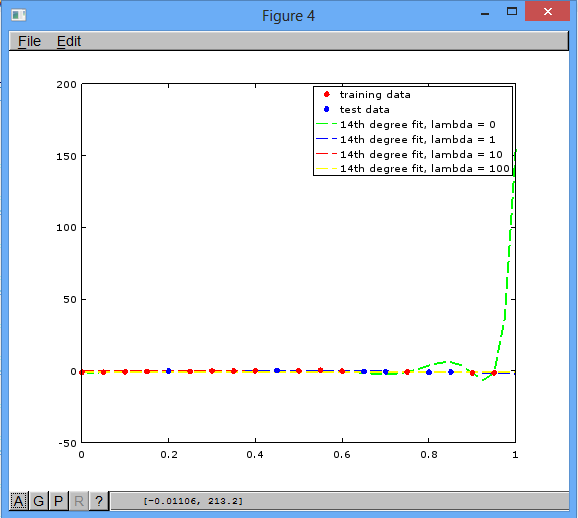 Figure 4
File Edit
200
150
100
50
0
-50
0 0.2 0.4 0.6 0.8 1
training data
test data
14th degree fit, lambda = 0
14th degree fit, lambda = 1
14th degree fit, lambda = 10
14th degree fit, lambda = 100
A G P R ? [-0.01106, 213.2]